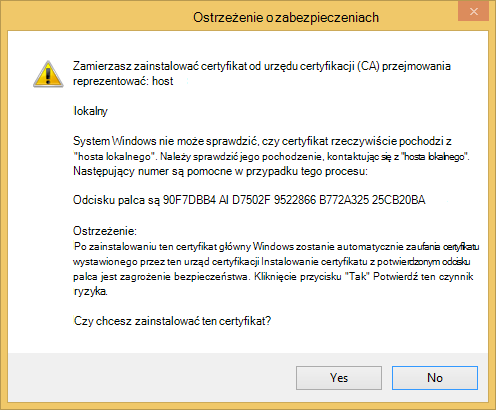 Ostrzeżenie o zabezpieczeniach
Zamierzasz zainstalować certyfikat od urzędu certyfikacji (CA) przejmowania
reprezentować: host
lokalny
System Windows nie może sprawdzić, czy certyfikat rzeczywiście pochodzi z
"hosta lokalnego". Należy sprawdzić jego pochodzenie, kontaktując się z "hosta lokalnego".
Następujący numer są pomocne w przypadku tego procesu:
Odcisku palca są 90F7DBB4 AI D7502F 9522866 B772A325 25CB20BA
Ostrzeżenie:
Po zainstalowaniu ten certyfikat główny Windows zostanie automatycznie zaufania certyfikatu
wystawionego przez ten urząd certyfikacji Instalowanie certyfikatu z potwierdzonym odcisku
palca jest zagrożenie bezpieczeństwa. Kliknięcie przycisku "Tak" Potwierdź ten czynnik
ryzyka.
Czy chcesz zainstalować ten certyfikat?
Yes
No